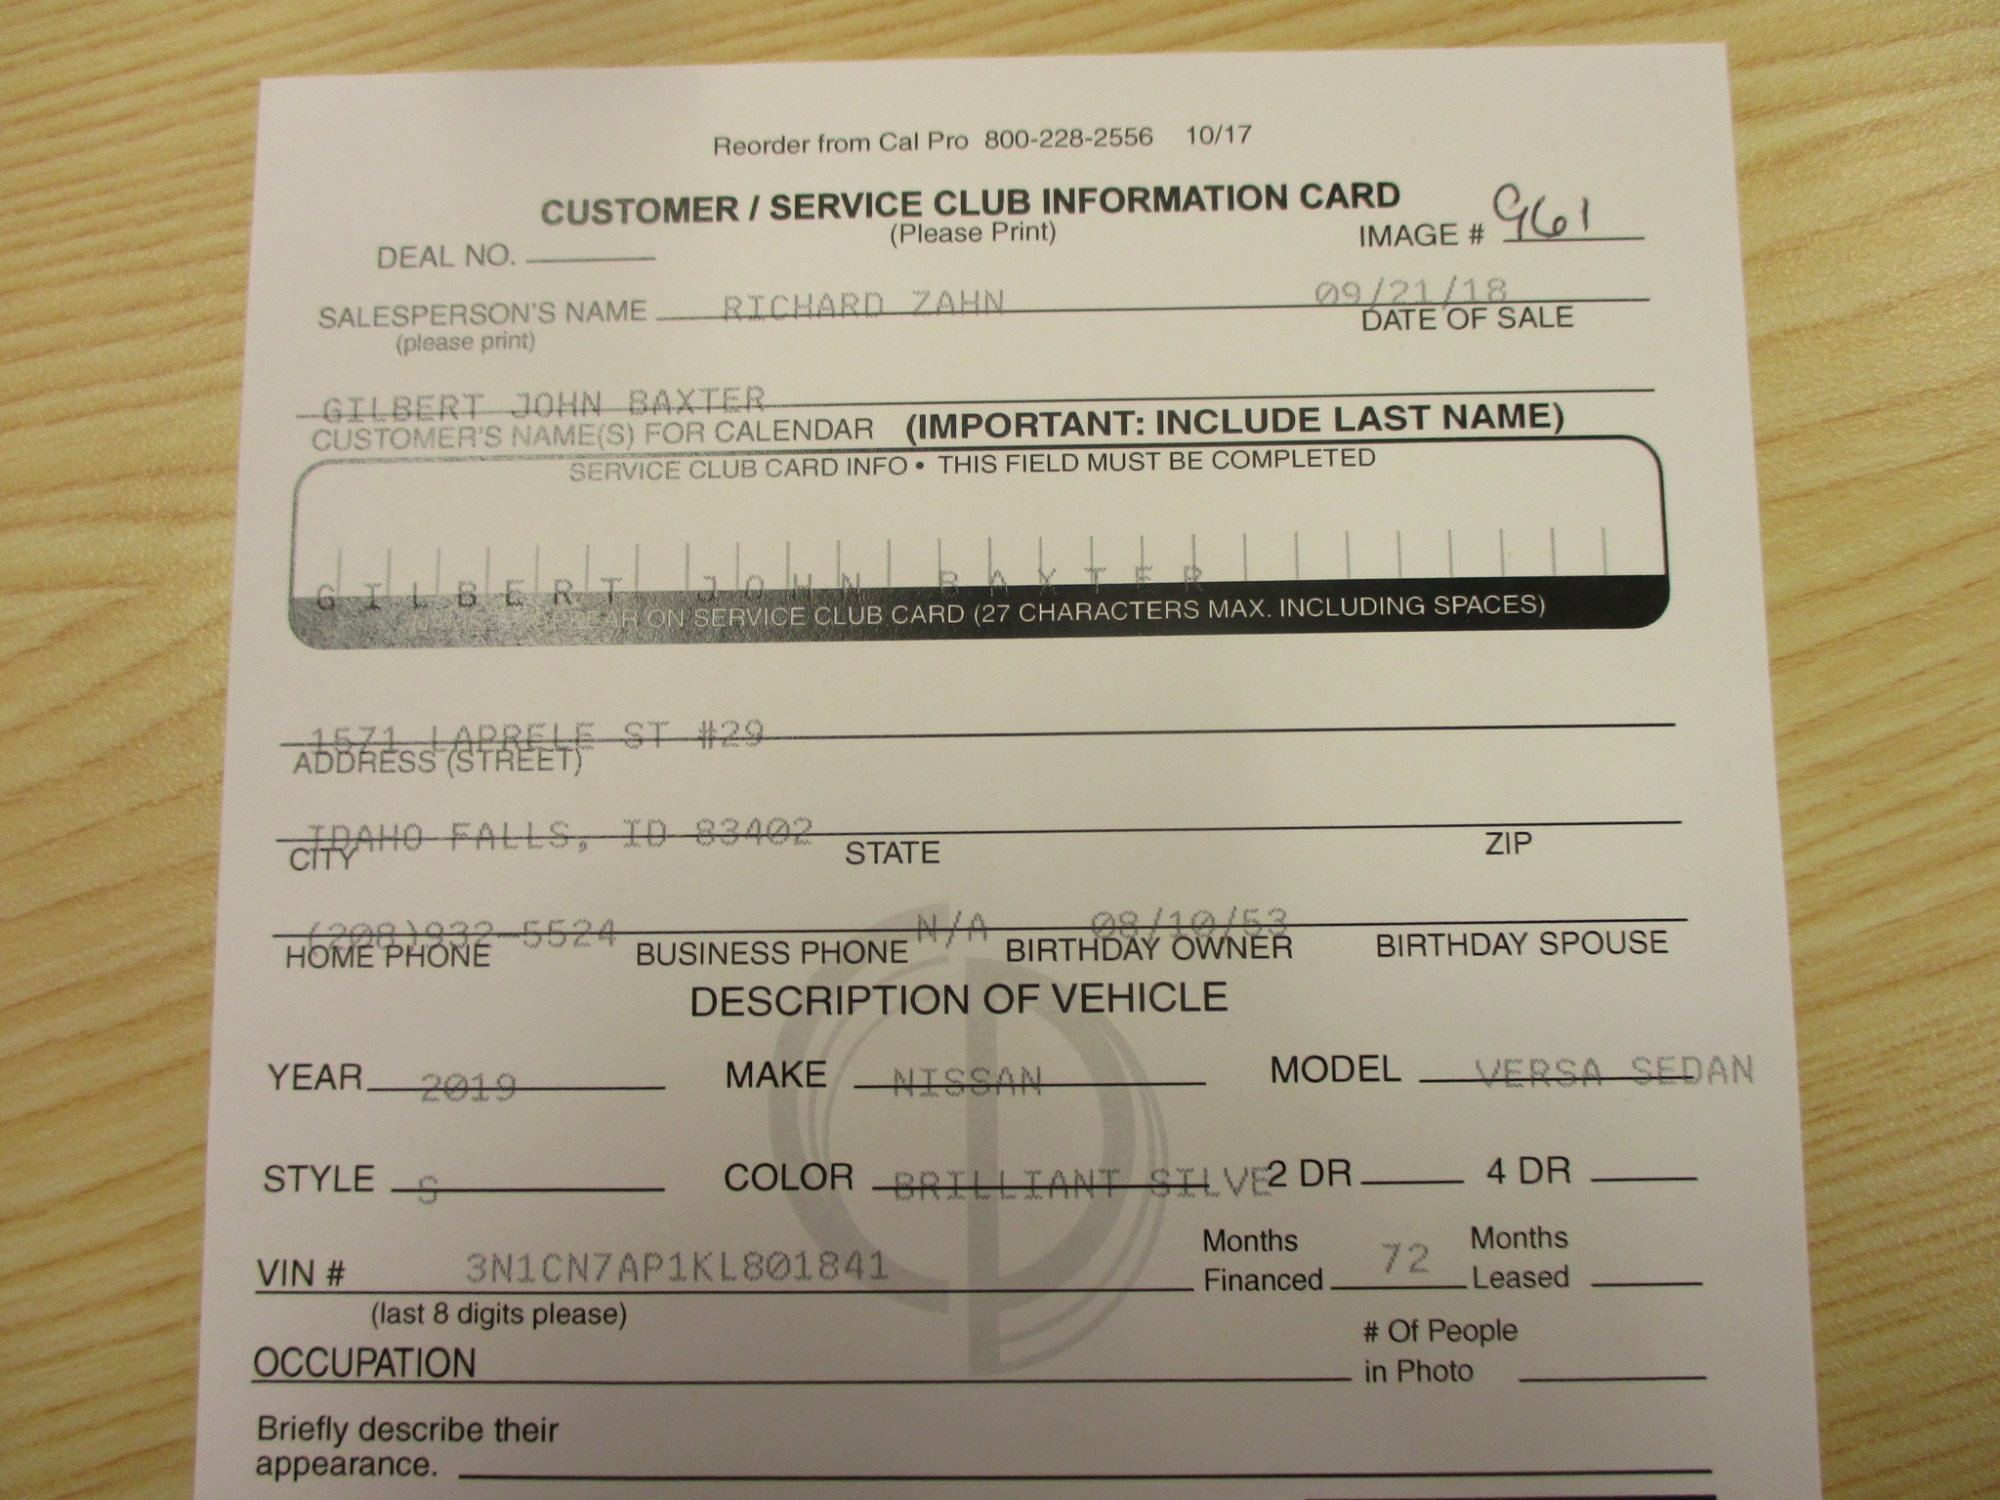 Reorder from Cal Pro 800-228-2556 10/17
CUSTOMER / SERVICE CLUB INFORMATION CARD
(Please Print)
DEAL NO. IMAGE # 961
SALESPERSON'S NAME RICHARD ZAHN 09/21/18
(please print) DATE OF SALE
GILBERT JOHN BAXTER
CUSTOMER'S NAME(S) FOR CALENDAR (IMPORTANT: INCLUDE LAST NAME)
SERVICE CLUB CARD INFO • THIS FIELD MUST BE COMPLETED
GILBERT JOHN BAXTER
NAME TO APPEAR ON SERVICE CLUB CARD (27 CHARACTERS MAX. INCLUDING SPACES)
1571 LAPRELE ST #29
ADDRESS (STREET)
IDAHO FALLS, ID 83402
CITY STATE ZIP
(208)932-5524 N/A 08/10/53
HOME PHONE BUSINESS PHONE BIRTHDAY OWNER BIRTHDAY SPOUSE
DESCRIPTION OF VEHICLE
YEAR 2019 MAKE NISSAN MODEL VERSA SEDAN
STYLE S COLOR BRILLIANT SILVE 2 DR 4 DR
VIN # 3N1CN7AP1KL801841 Months Financed 72 Months Leased
(last 8 digits please)
OCCUPATION # Of People in Photo
Briefly describe their
appearance.